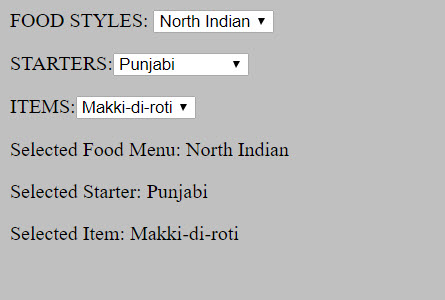 FOOD STYLES: North Indian
STARTERS: Punjabi
ITEMS: Makki-di-roti
Selected Food Menu: North Indian
Selected Starter: Punjabi
Selected Item: Makki-di-roti